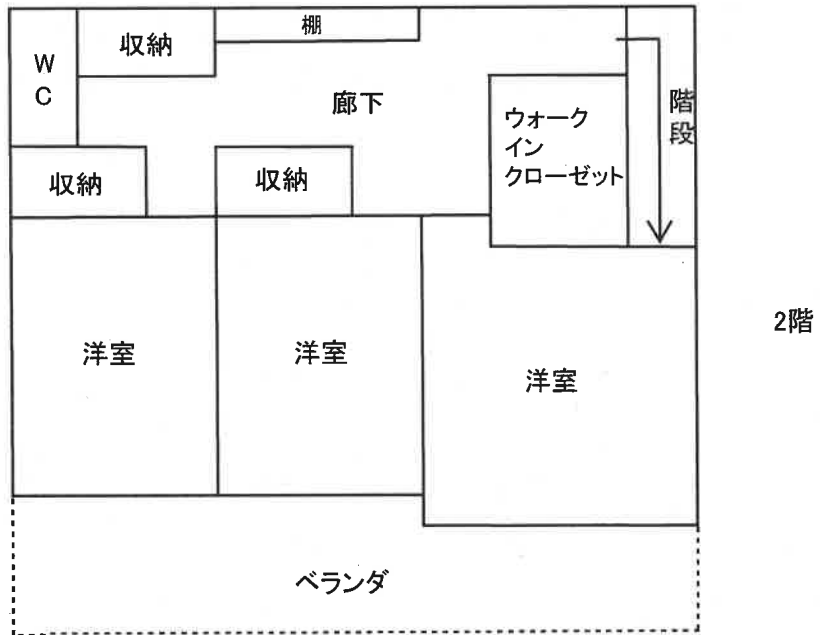 棚
収納
WC
廊下
階段
ウォーク
イン
クローゼット
収納
収納
2階
洋室
洋室
洋室
ベランダ